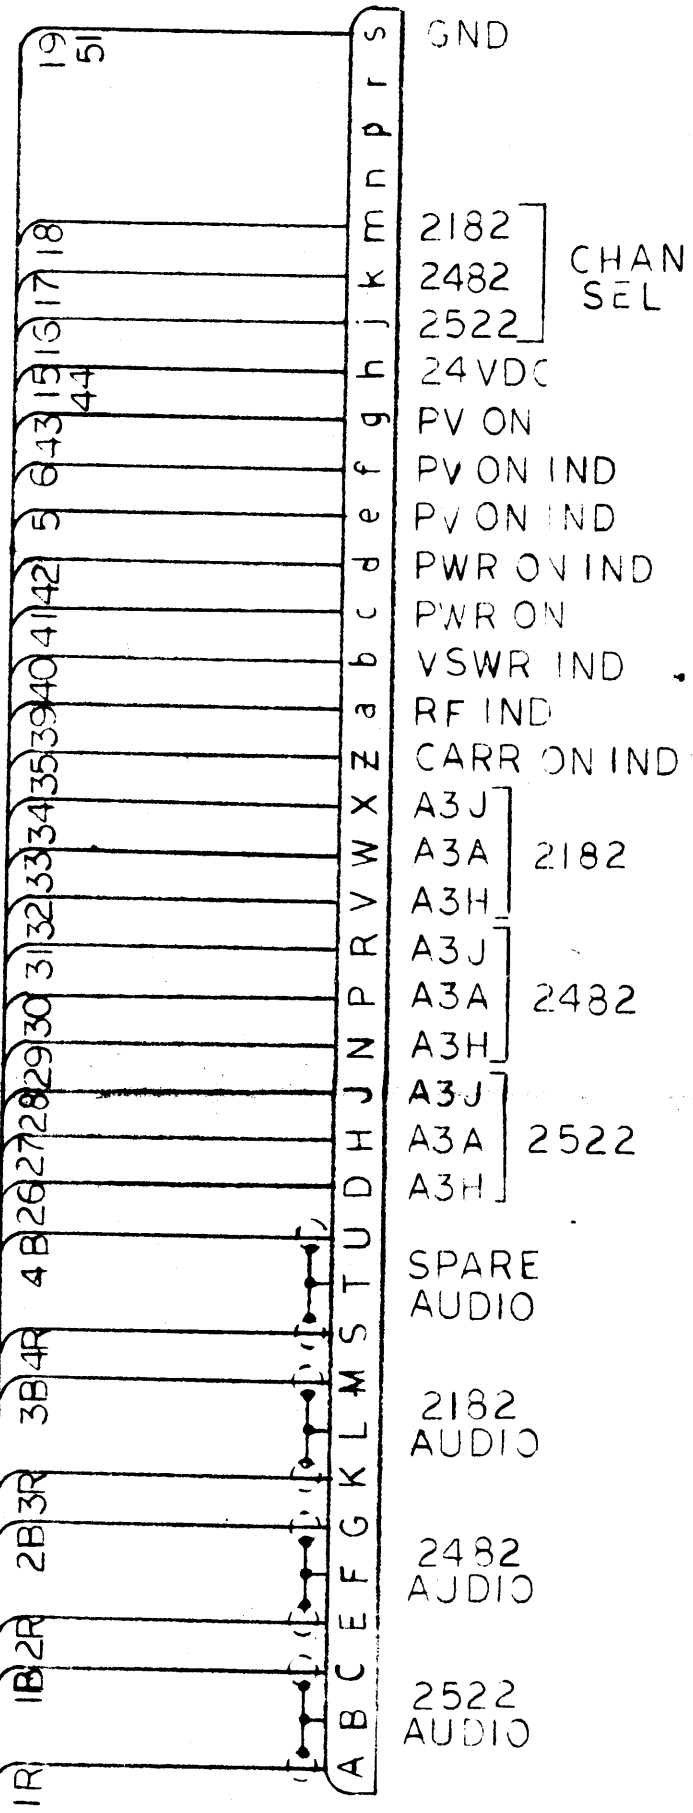 19
51
s
GND
r
p
n
18
m
2182
17
k
2482
CHAN
SEL
16
j
2522
15
44
h
24VDC
43
g
PV ON
6
f
PV ON IND
5
e
PV ON IND
42
d
PWR ON IND
41
c
PWR ON
40
b
VSWR IND
39
a
RF IND
35
Z
CARR ON IND
34
X
A3J
33
W
A3A
2182
32
V
A3H
31
R
A3J
30
P
A3A
2482
29
N
A3H
28
J
A3J
27
H
A3A
2522
26
D
A3H
4B
U
T
SPARE
AUDIO
4R
S
3B
M
L
2182
AUDIO
3R
K
2B
G
F
2482
AUDIO
2R
E
1B
C
B
2522
AUDIO
1R
A